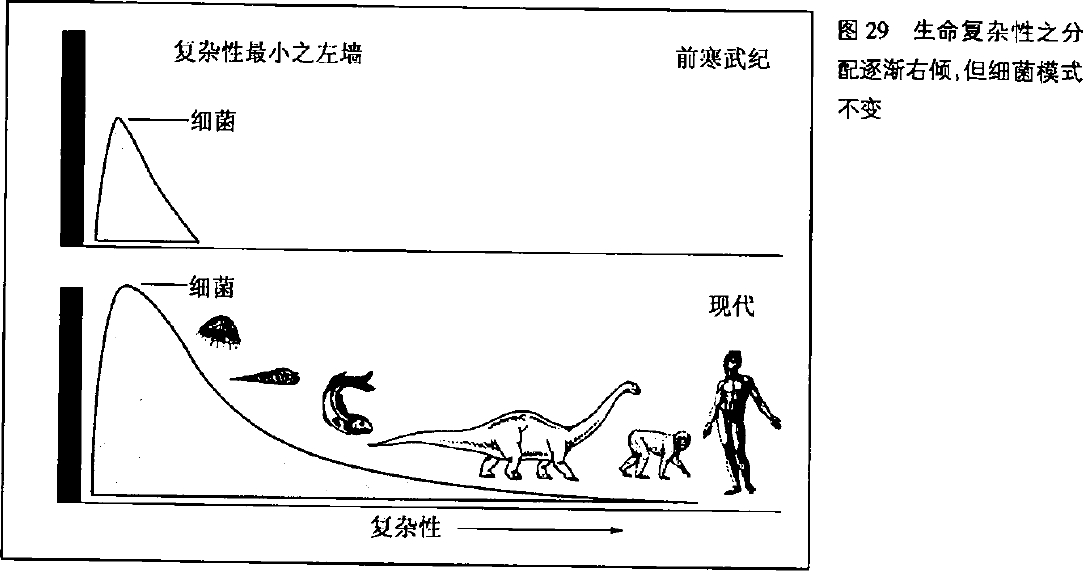 复杂性最小之左墙
前寒武纪
细菌
细菌
现代
复杂性
图29 生命复杂性之分
配逐渐右倾,但细菌模式
不变